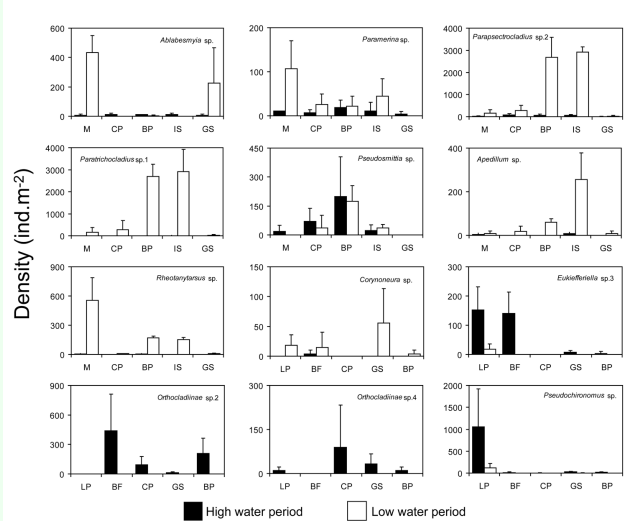 Density (ind.m-2)
Ablabesmyia sp.
600
400
200
0
M CP BP IS GS
Paramerina sp.
200
100
0
M CP BP IS GS
Parapsectrocladius sp.2
4000
3000
2000
1000
0
M CP BP IS GS
Paratrichocladius sp.1
4000
3000
2000
1000
0
M CP BP IS GS
Pseudosmittia sp.
450
300
150
0
M CP BP IS GS
Apedillum sp.
400
200
0
M CP BP IS GS
Rheotanytarsus sp.
900
600
300
0
M CP BP IS GS
Corynoneura sp.
150
100
50
0
LP BF CP GS BP
Eukiefferiella sp.3
300
200
100
0
LP BF CP GS BP
Orthocladiinae sp.2
900
600
300
0
LP BF CP GS BP
Orthocladiinae sp.4
300
200
100
0
LP BF CP GS BP
Pseudochironomus sp.
2000
1500
1000
500
0
LP BF CP GS BP
High water period Low water period